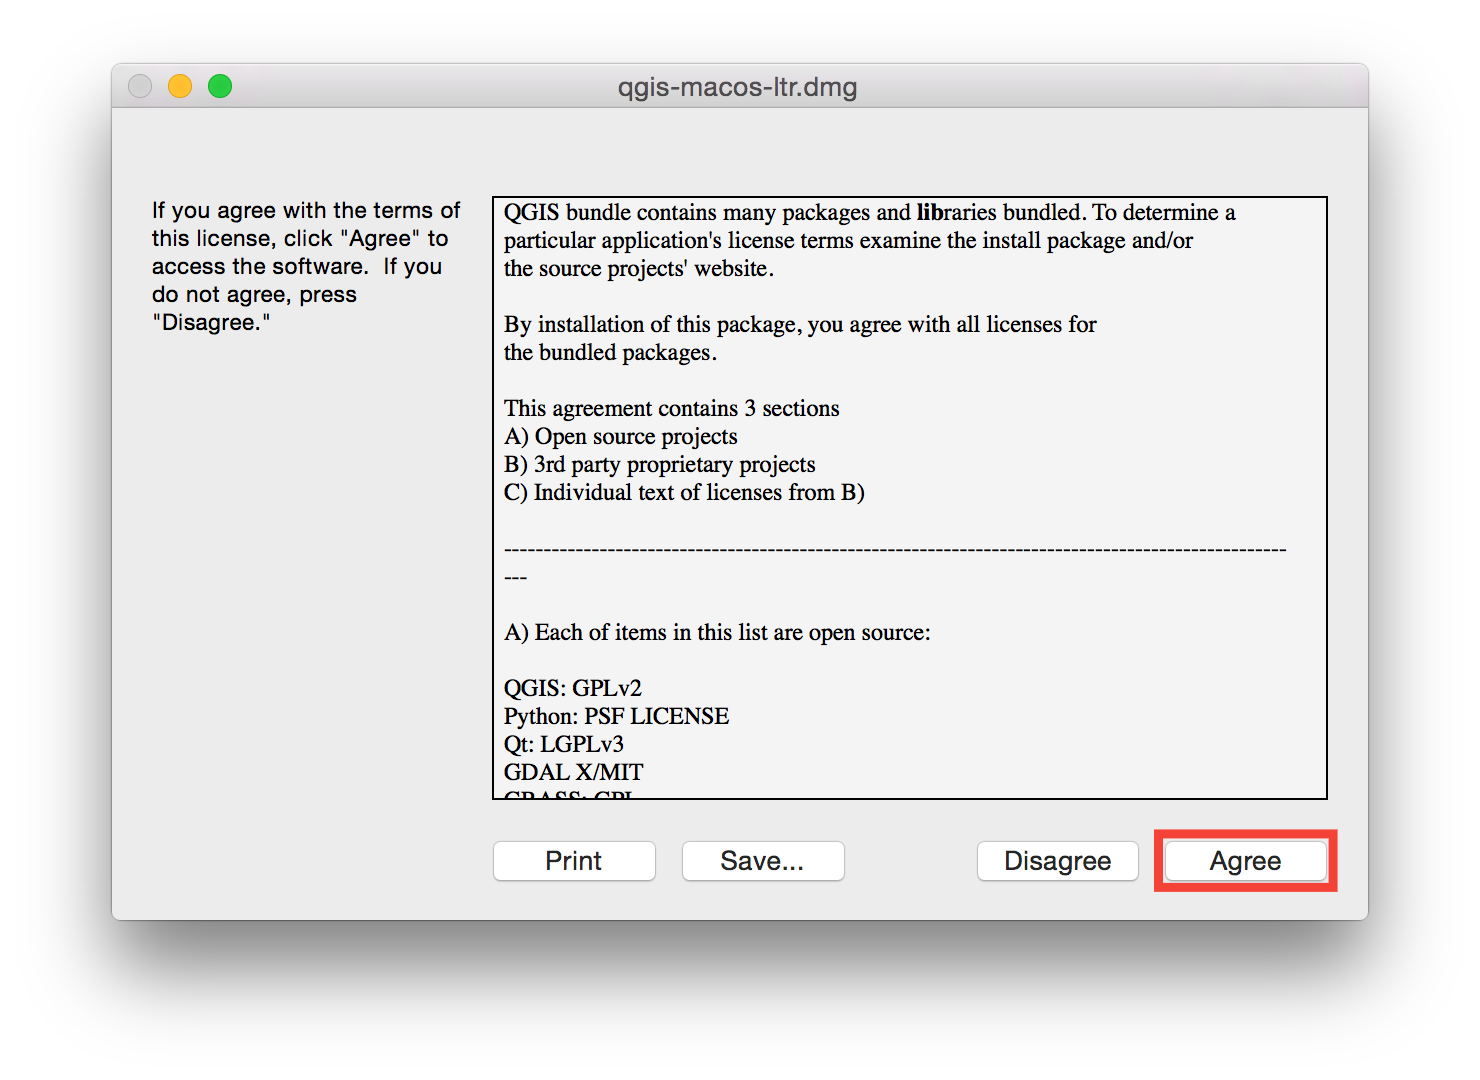 qgis-macos-ltr.dmg
If you agree with the terms of
this license, click "Agree" to
access the software.  If you
do not agree, press
"Disagree."
QGIS bundle contains many packages and libraries bundled. To determine a
particular application's license terms examine the install package and/or
the source projects' website.
By installation of this package, you agree with all licenses for
the bundled packages.
This agreement contains 3 sections
A) Open source projects
B) 3rd party proprietary projects
C) Individual text of licenses from B)
----------------------------------------------------------------------------------------------------
---
A) Each of items in this list are open source:
QGIS: GPLv2
Python: PSF LICENSE
Qt: LGPLv3
GDAL X/MIT
GRASS: GPL
Print
Save...
Disagree
Agree